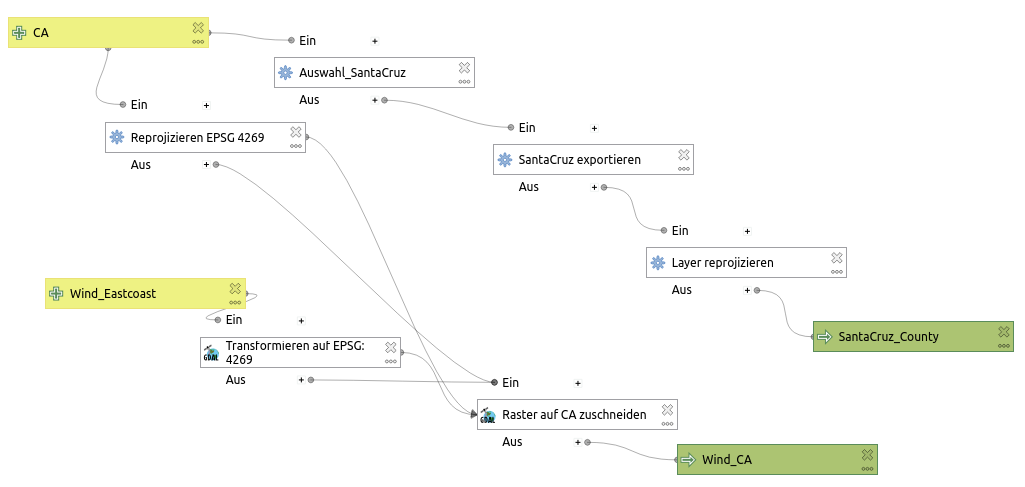 CA
Ein +
Auswahl_SantaCruz
Aus +
Ein +
Reprojizieren EPSG 4269
Aus +
Ein +
SantaCruz exportieren
Aus +
Ein +
Layer reprojizieren
Aus +
SantaCruz_County
Wind_Eastcoast
Ein +
GDAL
Transformieren auf EPSG:
4269
Aus +
Ein +
GDAL
Raster auf CA zuschneiden
Aus +
Wind_CA